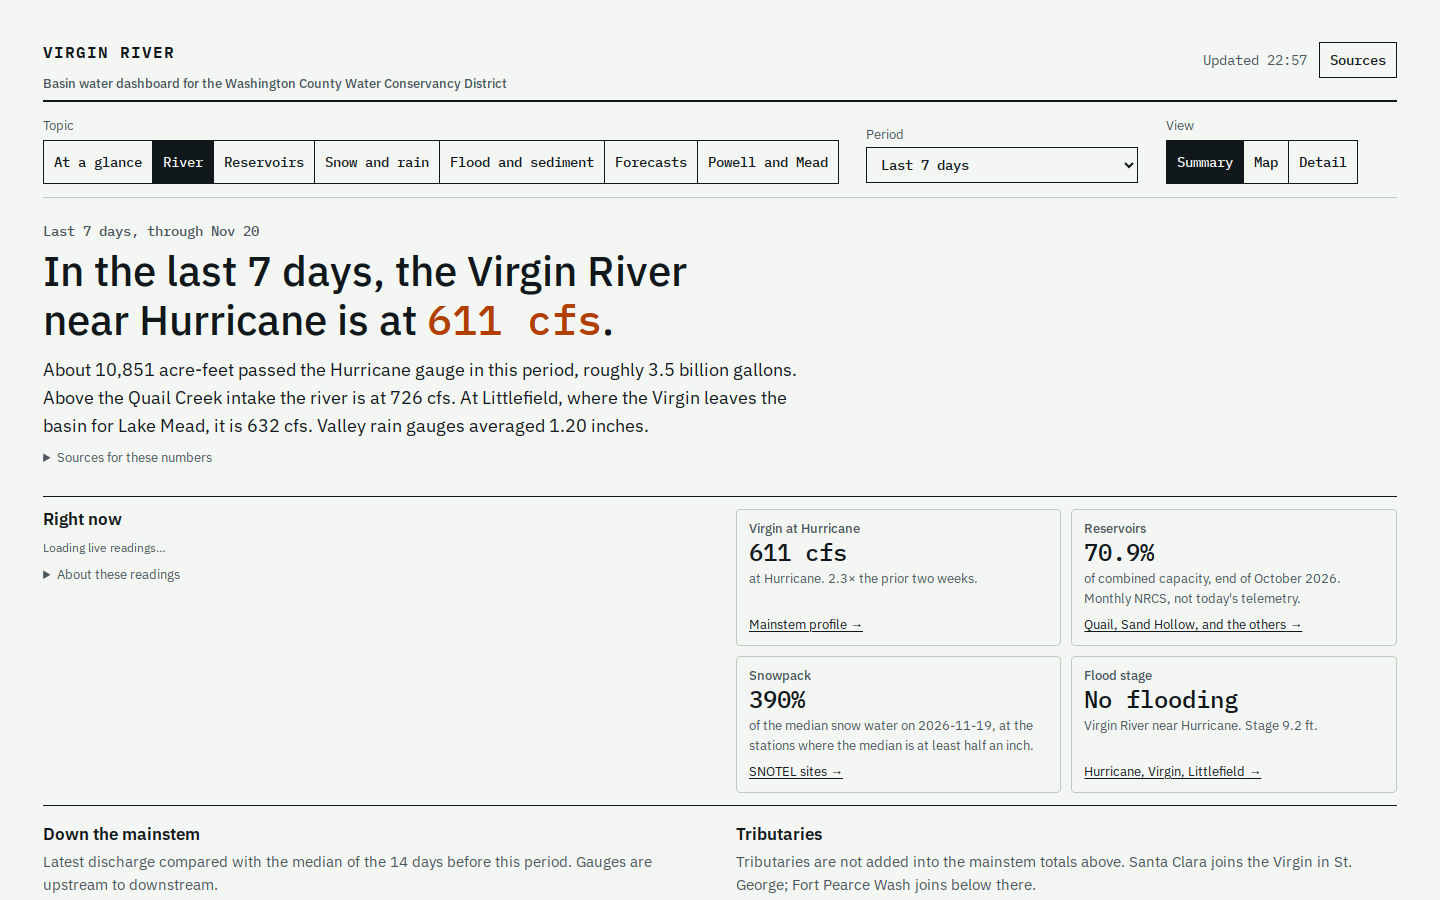 VIRGIN RIVER
Basin water dashboard for the Washington County Water Conservancy District
Updated 22:57
Sources
Topic
At a glance
River
Reservoirs
Snow and rain
Flood and sediment
Forecasts
Powell and Mead
Period
Last 7 days
View
Summary
Map
Detail
Last 7 days, through Nov 20
In the last 7 days, the Virgin River
near Hurricane is at 611 cfs.
About 10,851 acre-feet passed the Hurricane gauge in this period, roughly 3.5 billion gallons.
Above the Quail Creek intake the river is at 726 cfs. At Littlefield, where the Virgin leaves the
basin for Lake Mead, it is 632 cfs. Valley rain gauges averaged 1.20 inches.
▶ Sources for these numbers
Right now
Loading live readings…
▶ About these readings
Virgin at Hurricane
611 cfs
at Hurricane. 2.3× the prior two weeks.
Mainstem profile →
Reservoirs
70.9%
of combined capacity, end of October 2026.
Monthly NRCS, not today's telemetry.
Quail, Sand Hollow, and the others →
Snowpack
390%
of the median snow water on 2026-11-19, at the
stations where the median is at least half an inch.
SNOTEL sites →
Flood stage
No flooding
Virgin River near Hurricane. Stage 9.2 ft.
Hurricane, Virgin, Littlefield →
Down the mainstem
Latest discharge compared with the median of the 14 days before this period. Gauges are
upstream to downstream.
Tributaries
Tributaries are not added into the mainstem totals above. Santa Clara joins the Virgin in St.
George; Fort Pearce Wash joins below there.